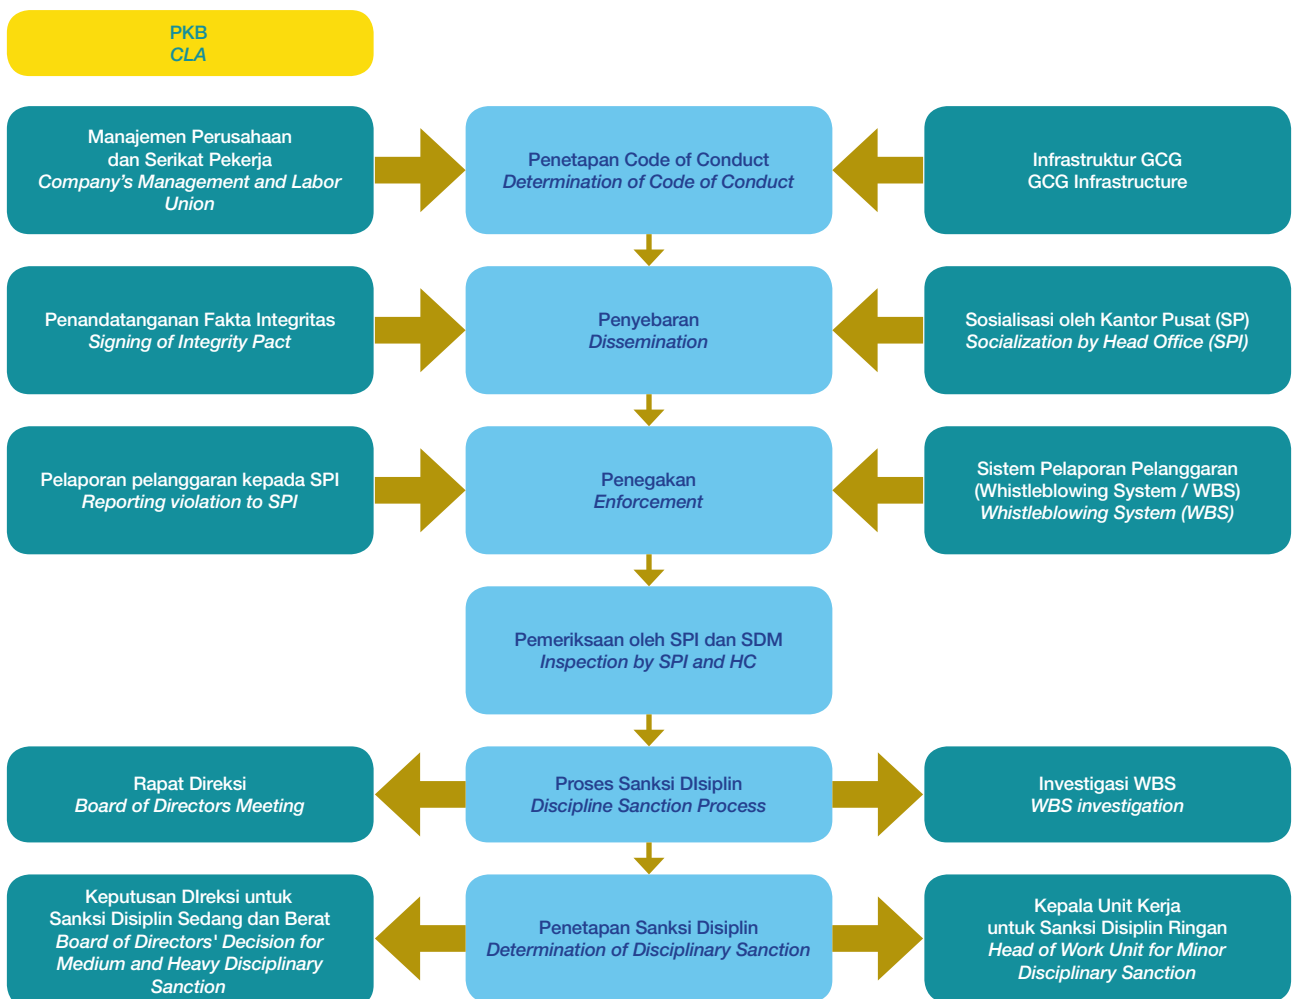 PKB
CLA
Manajemen Perusahaan
dan Serikat Pekerja
Company's Management and Labor
Union
Penetapan Code of Conduct
Determination of Code of Conduct
Infrastruktur GCG
GCG Infrastructure
Penandatanganan Fakta Integritas
Signing of Integrity Pact
Penyebaran
Dissemination
Sosialisasi oleh Kantor Pusat (SP)
Socialization by Head Office (SPI)
Pelaporan pelanggaran kepada SPI
Reporting violation to SPI
Penegakan
Enforcement
Sistem Pelaporan Pelanggaran
(Whistleblowing System / WBS)
Whistleblowing System (WBS)
Pemeriksaan oleh SPI dan SDM
Inspection by SPI and HC
Rapat Direksi
Board of Directors Meeting
Proses Sanksi DIsiplin
Discipline Sanction Process
Investigasi WBS
WBS investigation
Keputusan DIreksi untuk
Sanksi Disiplin Sedang dan Berat
Board of Directors' Decision for
Medium and Heavy Disciplinary
Sanction
Penetapan Sanksi Disiplin
Determination of Disciplinary Sanction
Kepala Unit Kerja
untuk Sanksi Disiplin Ringan
Head of Work Unit for Minor
Disciplinary Sanction